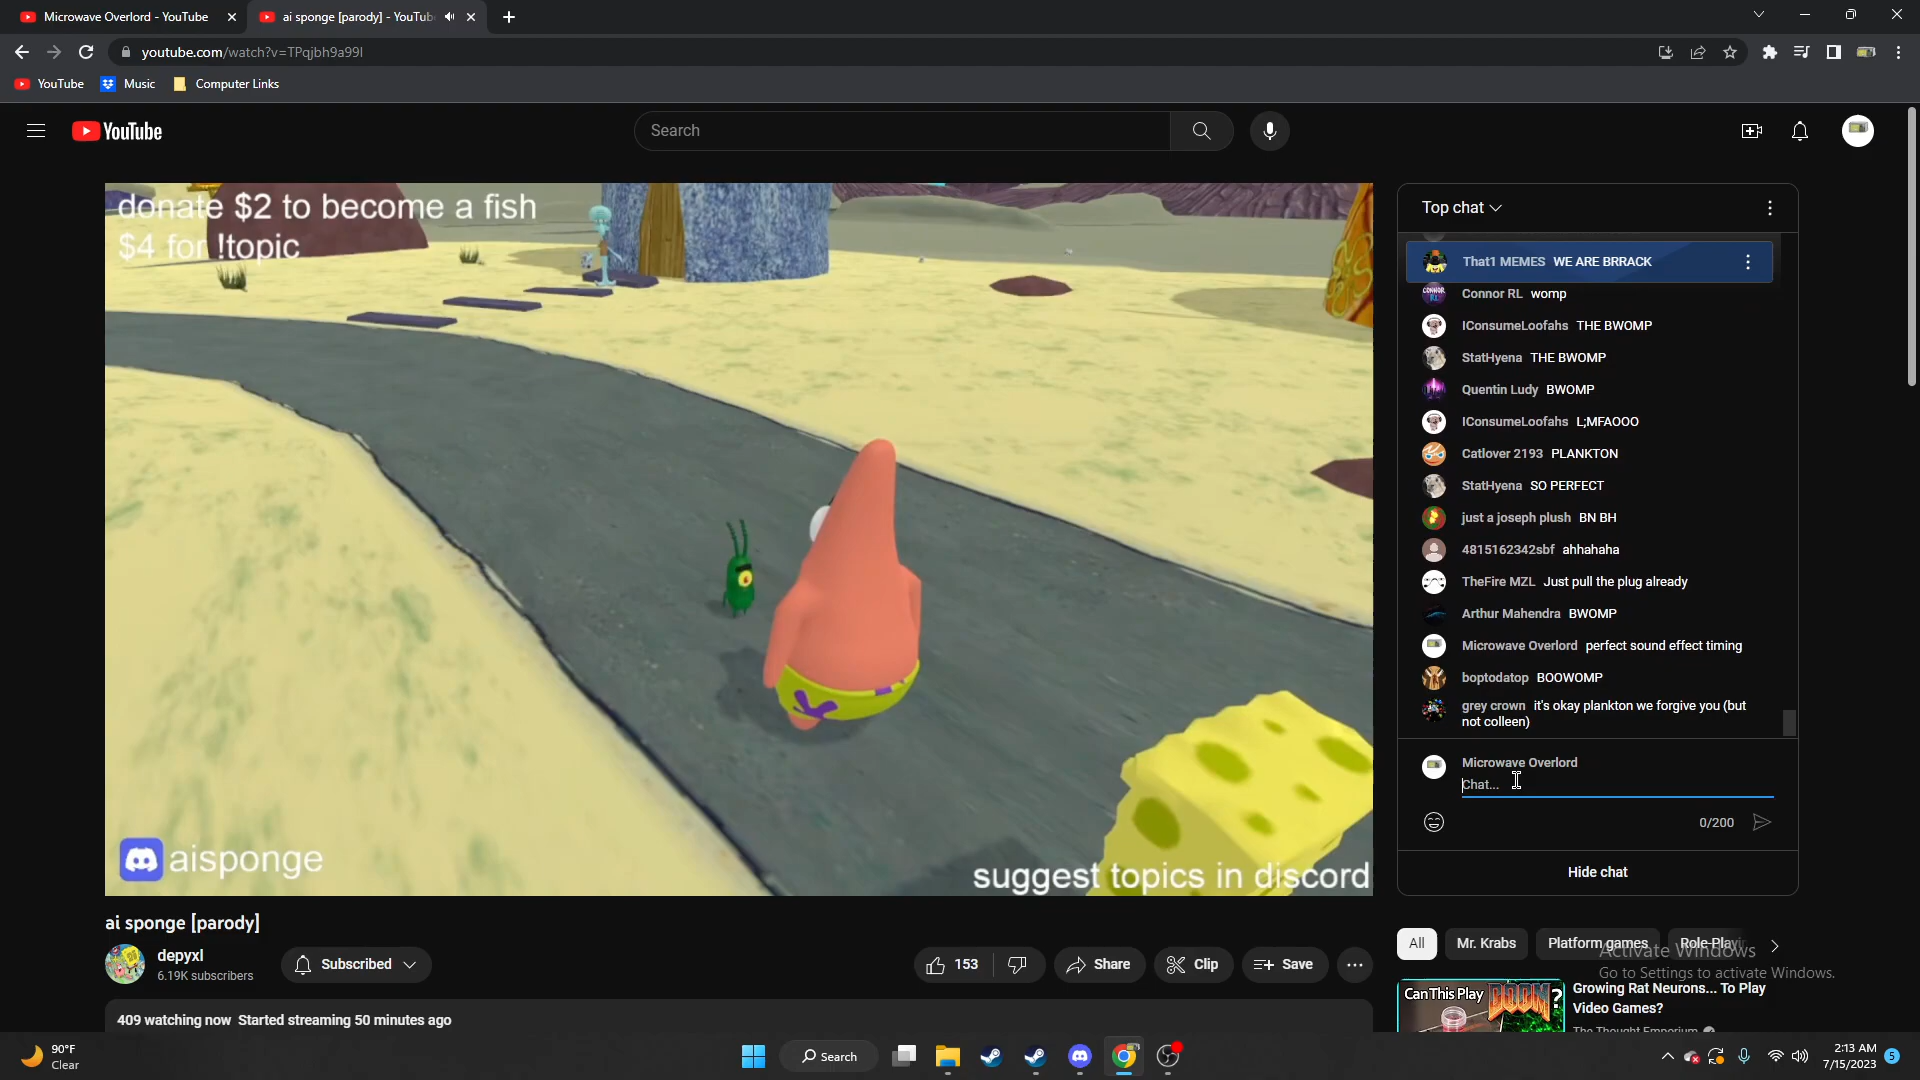 Microwave Overlord - YouTube
ai sponge [parody] - YouTub
youtube.com/watch?v=TPqjbh9a99I
YouTube
Music
Computer Links
YouTube
Search
donate $2 to become a fish
$4 for !topic
aisponge
suggest topics in discord
Top chat
That1 MEMES WE ARE BRRACK
Connor RL womp
IConsumeLoofahs THE BWOMP
StatHyena THE BWOMP
Quentin Ludy BWOMP
IConsumeLoofahs L;MFAOOO
Catlover 2193 PLANKTON
StatHyena SO PERFECT
just a joseph plush BN BH
4815162342sbf ahhahaha
TheFire MZL Just pull the plug already
Arthur Mahendra BWOMP
Microwave Overlord perfect sound effect timing
boptodatop BOOWOMP
grey crown it's okay plankton we forgive you (but
not colleen)
Microwave Overlord
Chat...
0/200
Hide chat
ai sponge [parody]
depyxl
6.19K subscribers
Subscribed
153
Share
Clip
Save
409 watching now Started streaming 50 minutes ago
All
Mr. Krabs
Platform games
Role-Playi
Activate Windows
Go to Settings to activate Windows.
Can This Play DOOM?
Growing Rat Neurons... To Play
Video Games?
The Thought Emporium
90°F
Clear
Search
2:13 AM
7/15/2023
5